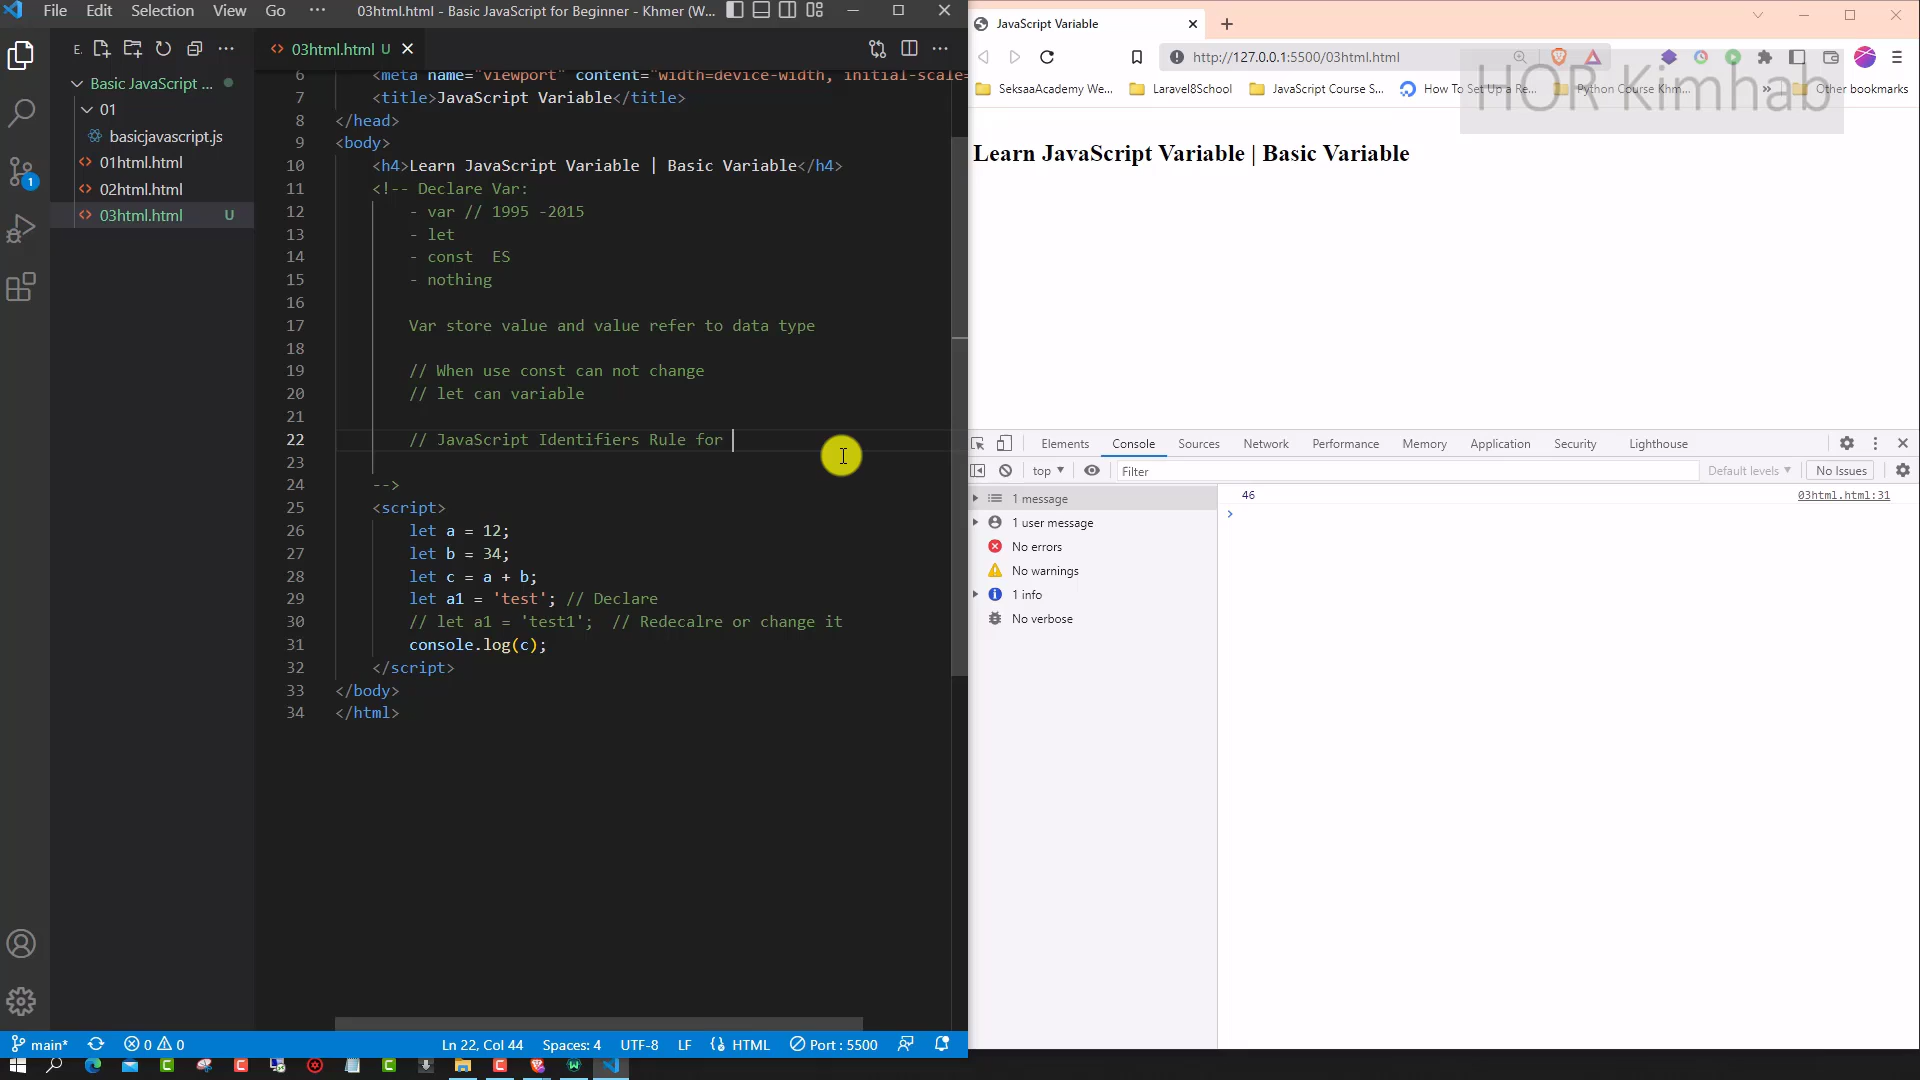 File Edit Selection View Go ··· 03html.html - Basic JavaScript for Beginner - Khmer (W...
E. 03html.html U
Basic JavaScript ...
01
basicjavascript.js
01html.html
02html.html
03html.html U
1
6 <meta name="viewport" content="width=device-width, initial-scale=
7 <title>JavaScript Variable</title>
8 </head>
9 <body>
10 <h4>Learn JavaScript Variable | Basic Variable</h4>
11 <!-- Declare Var:
12 - var // 1995 -2015
13 - let
14 - const  ES
15 - nothing
16
17 Var store value and value refer to data type
18
19 // When use const can not change
20 // let can variable
21
22 // JavaScript Identifiers Rule for
23
24 -->
25 <script>
26 let a = 12;
27 let b = 34;
28 let c = a + b;
29 let a1 = 'test'; // Declare
30 // let a1 = 'test1';  // Redecalre or change it
31 console.log(c);
32 </script>
33 </body>
34 </html>
main* 0 0 Ln 22, Col 44 Spaces: 4 UTF-8 LF HTML Port : 5500
JavaScript Variable
http://127.0.0.1:5500/03html.html
SeksaaAcademy We... Laravel8School JavaScript Course S... How To Set Up a Re... Python Course Khm... » Other bookmarks
HOR Kimhab
Learn JavaScript Variable | Basic Variable
Elements Console Sources Network Performance Memory Application Security Lighthouse
top Filter Default levels No Issues
1 message
1 user message
No errors
No warnings
1 info
No verbose
46 03html.html:31